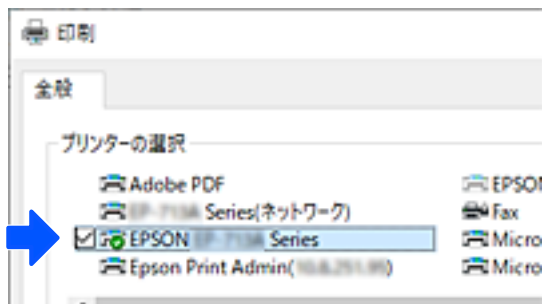 印刷
全般
プリンターの選択
Adobe PDF
EPSON
Series(ネットワーク)
Fax
EPSON Series
Micro
Epson Print Admin( )
Micro